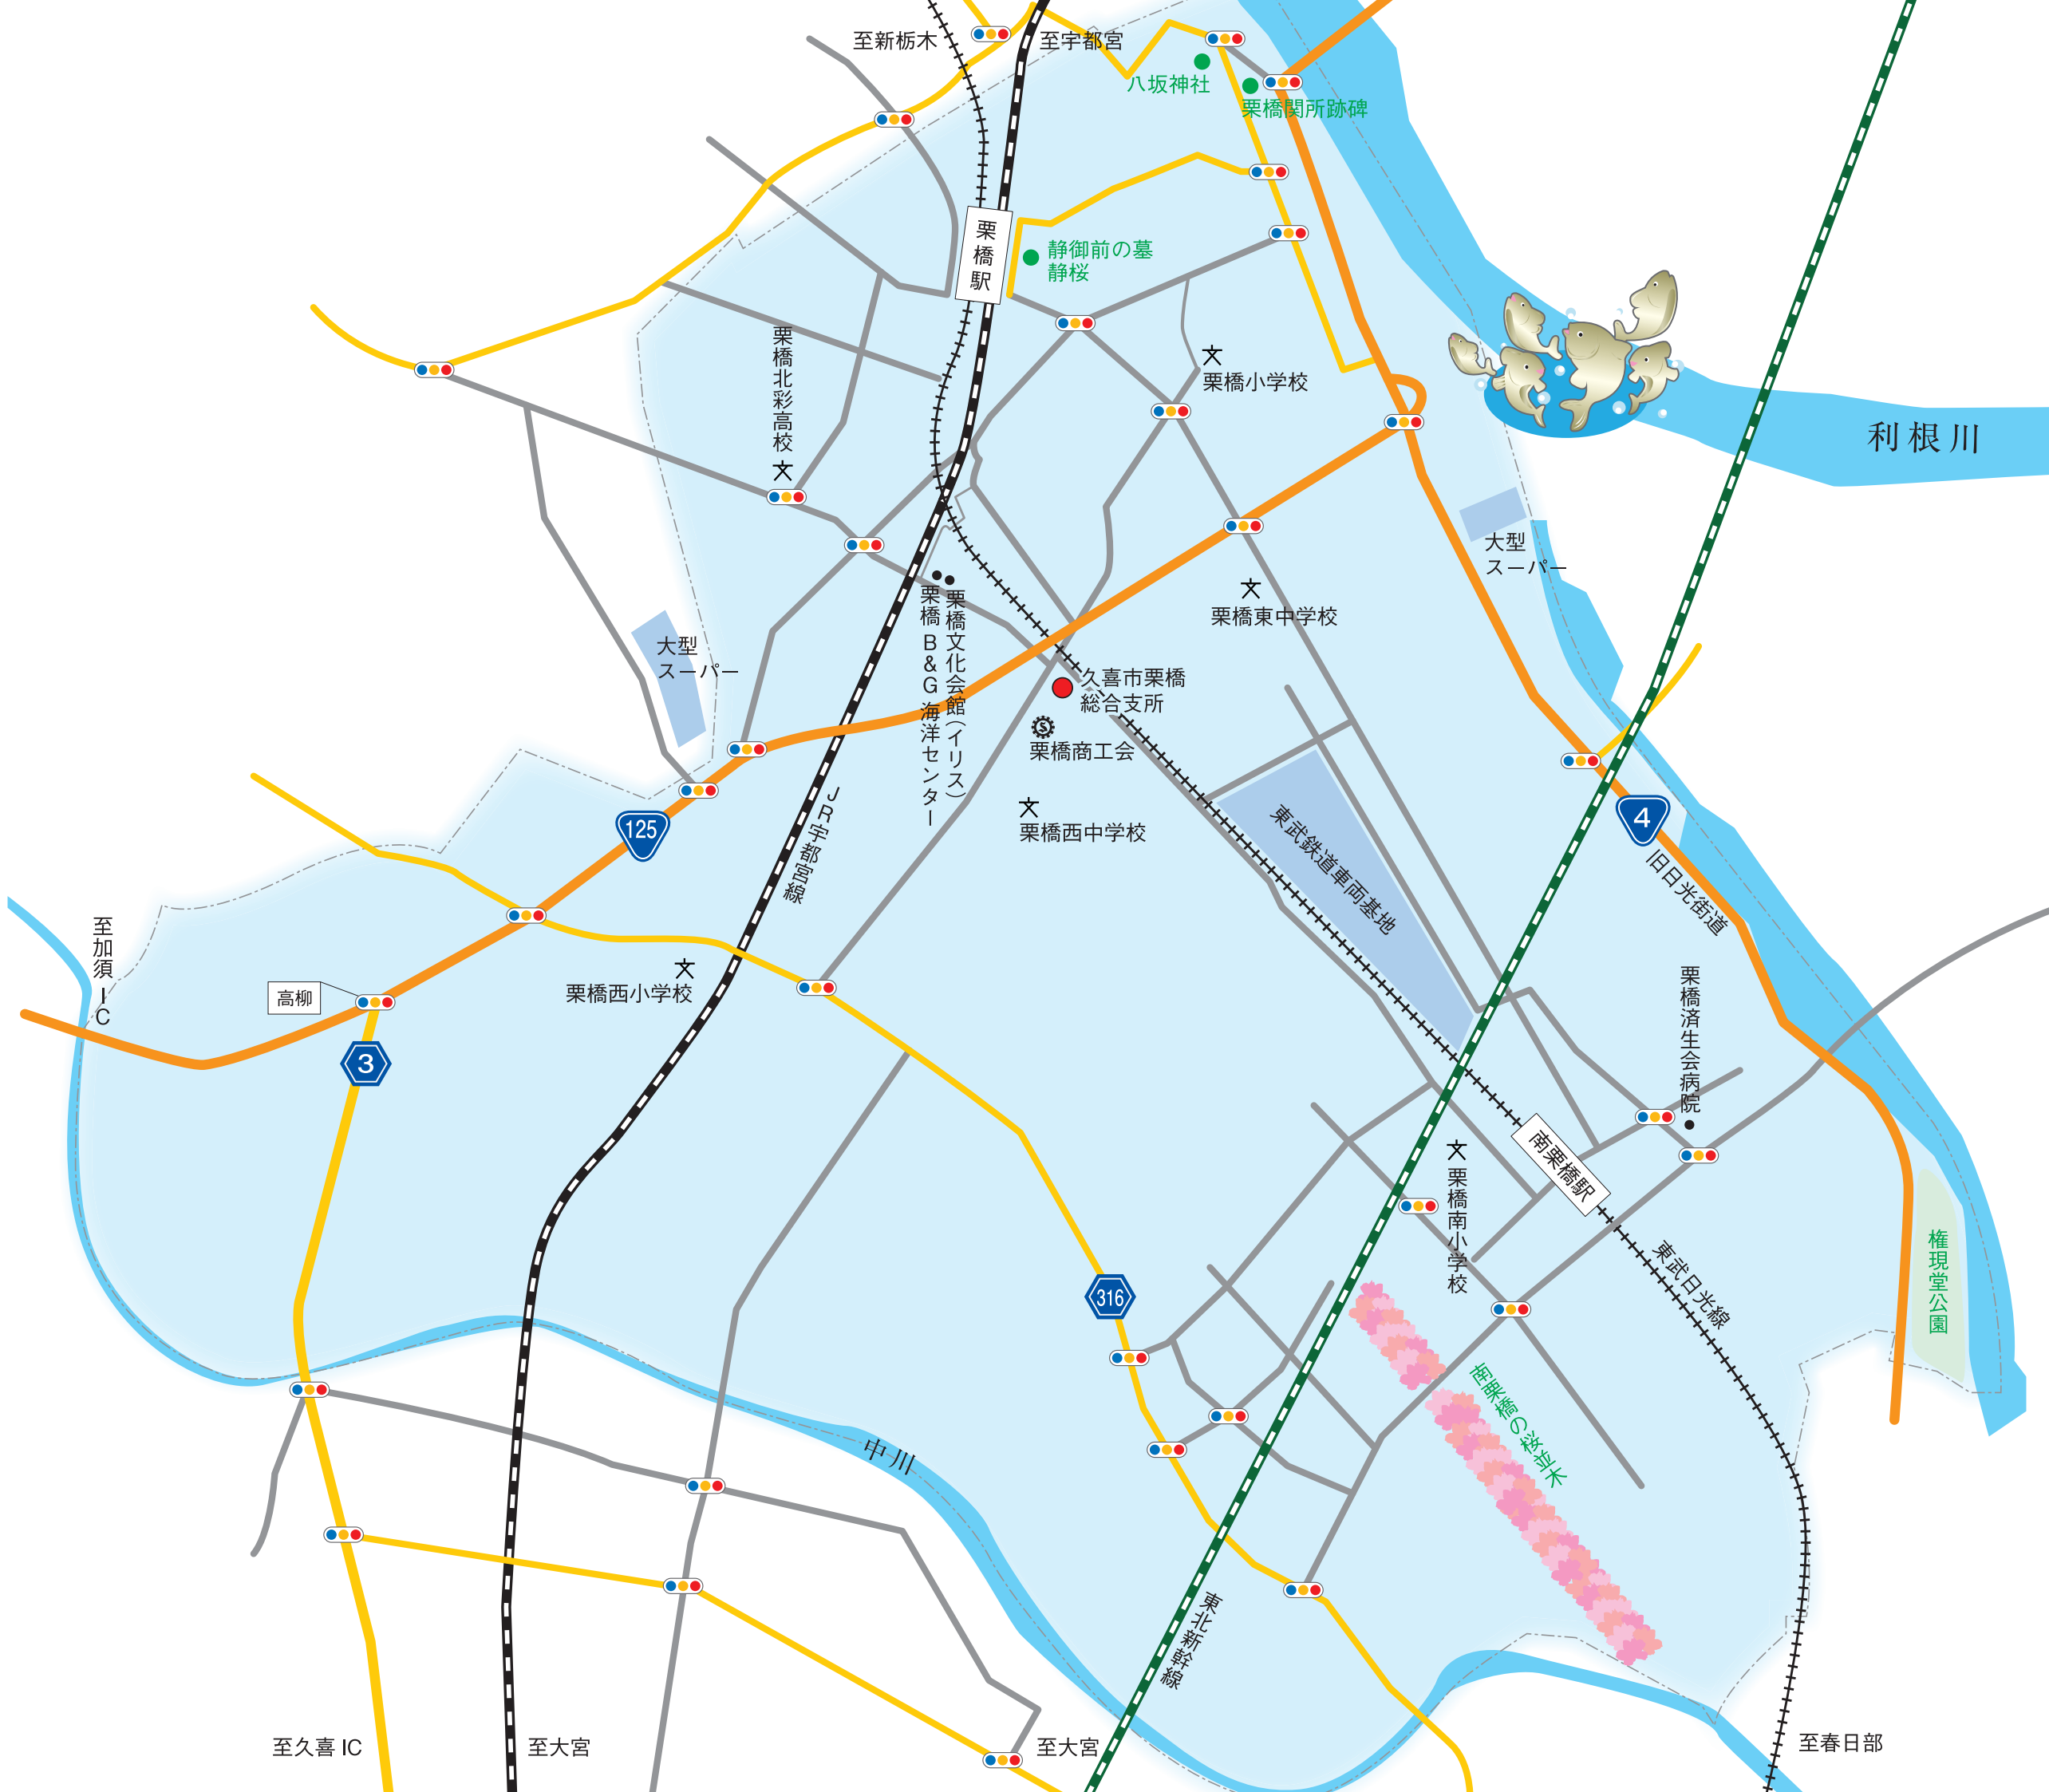 至新栃木
至宇都宮
八坂神社
栗橋関所跡碑
栗橋駅
静御前の墓
静桜
栗橋北彩高校
栗橋小学校
利根川
大型
スーパー
栗橋東中学校
大型
スーパー
栗橋文化会館(イリス)
栗橋 B&G 海洋センター
久喜市栗橋
総合支所
栗橋商工会
栗橋西中学校
JR宇都宮線
125
4
旧日光街道
東武鉄道車両基地
至加須IC
高柳
3
栗橋西小学校
栗橋済生会病院
南栗橋駅
栗橋南小学校
東武日光線
権現堂公園
316
南栗橋の桜並木
中川
東北新幹線
至久喜IC
至大宮
至大宮
至春日部